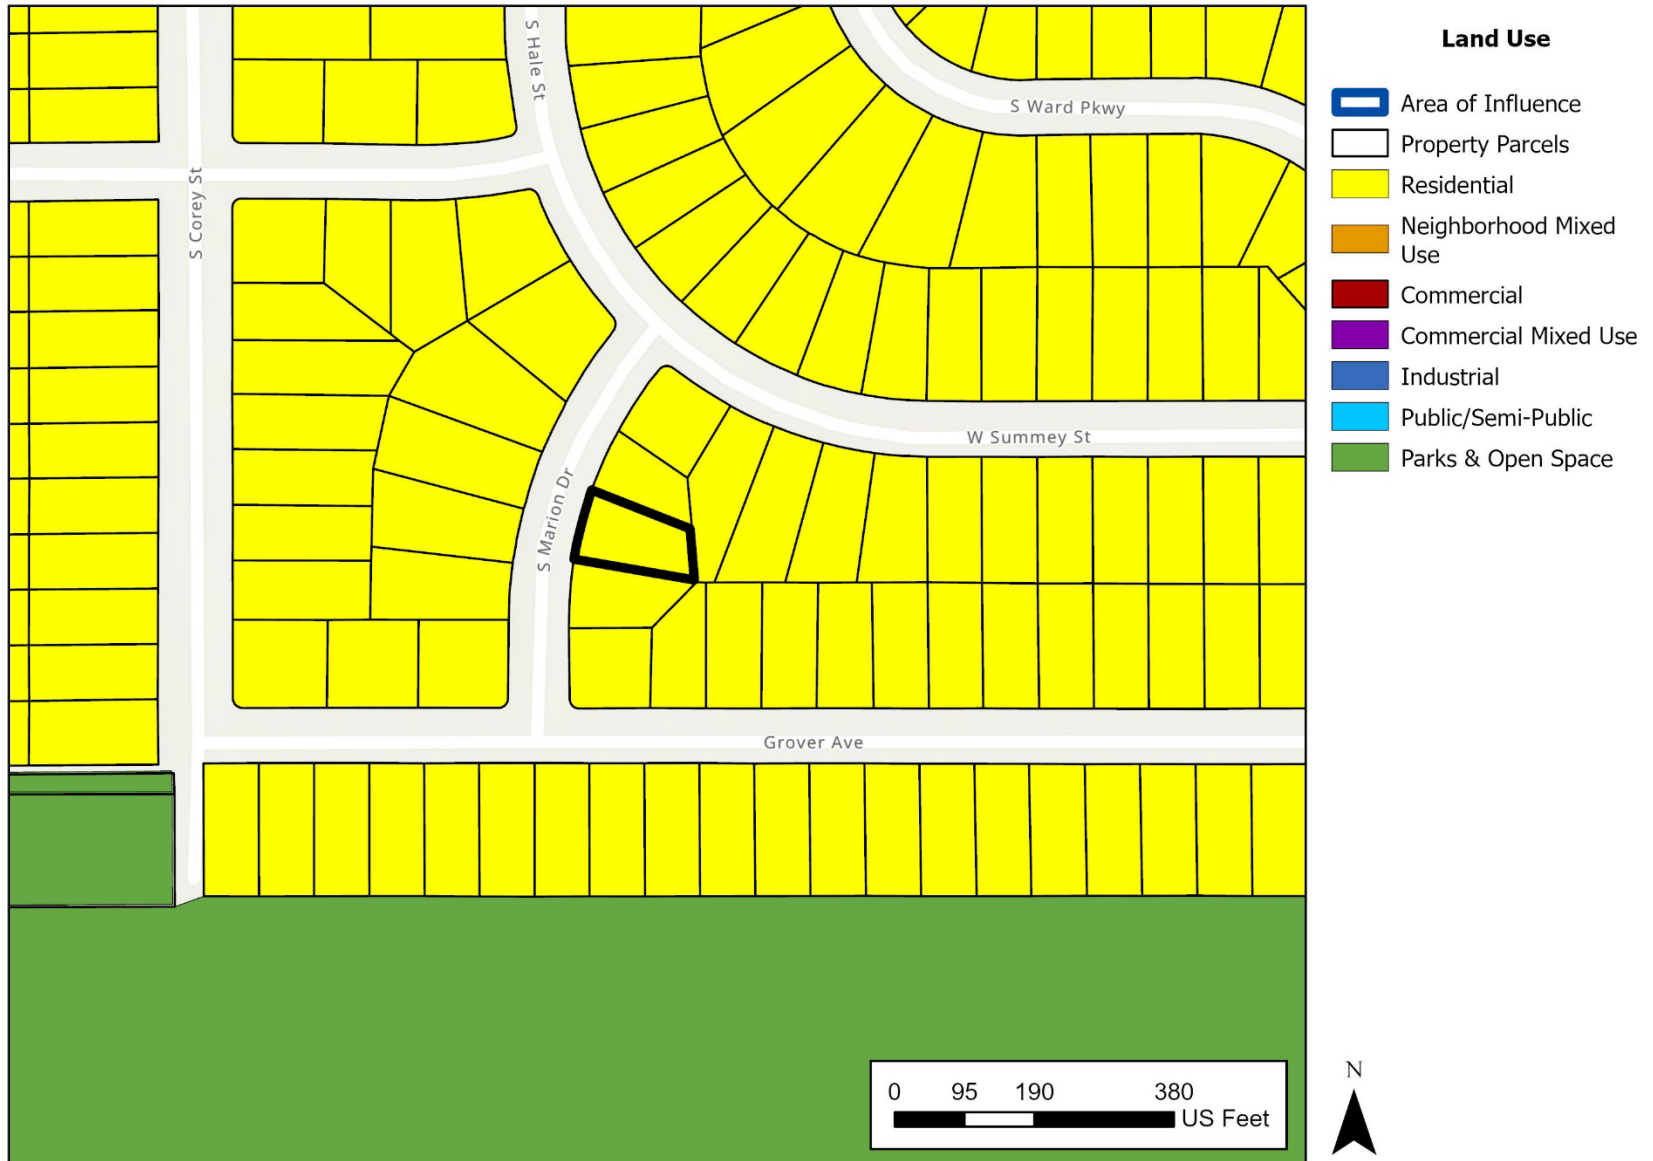 Land Use
Area of Influence
Property Parcels
Residential
Neighborhood Mixed
Use
Commercial
Commercial Mixed Use
Industrial
Public/Semi-Public
Parks & Open Space
S Hale St
S Ward Pkwy
S Corey St
W Summey St
S Marion Dr
Grover Ave
0 95 190 380
US Feet
N